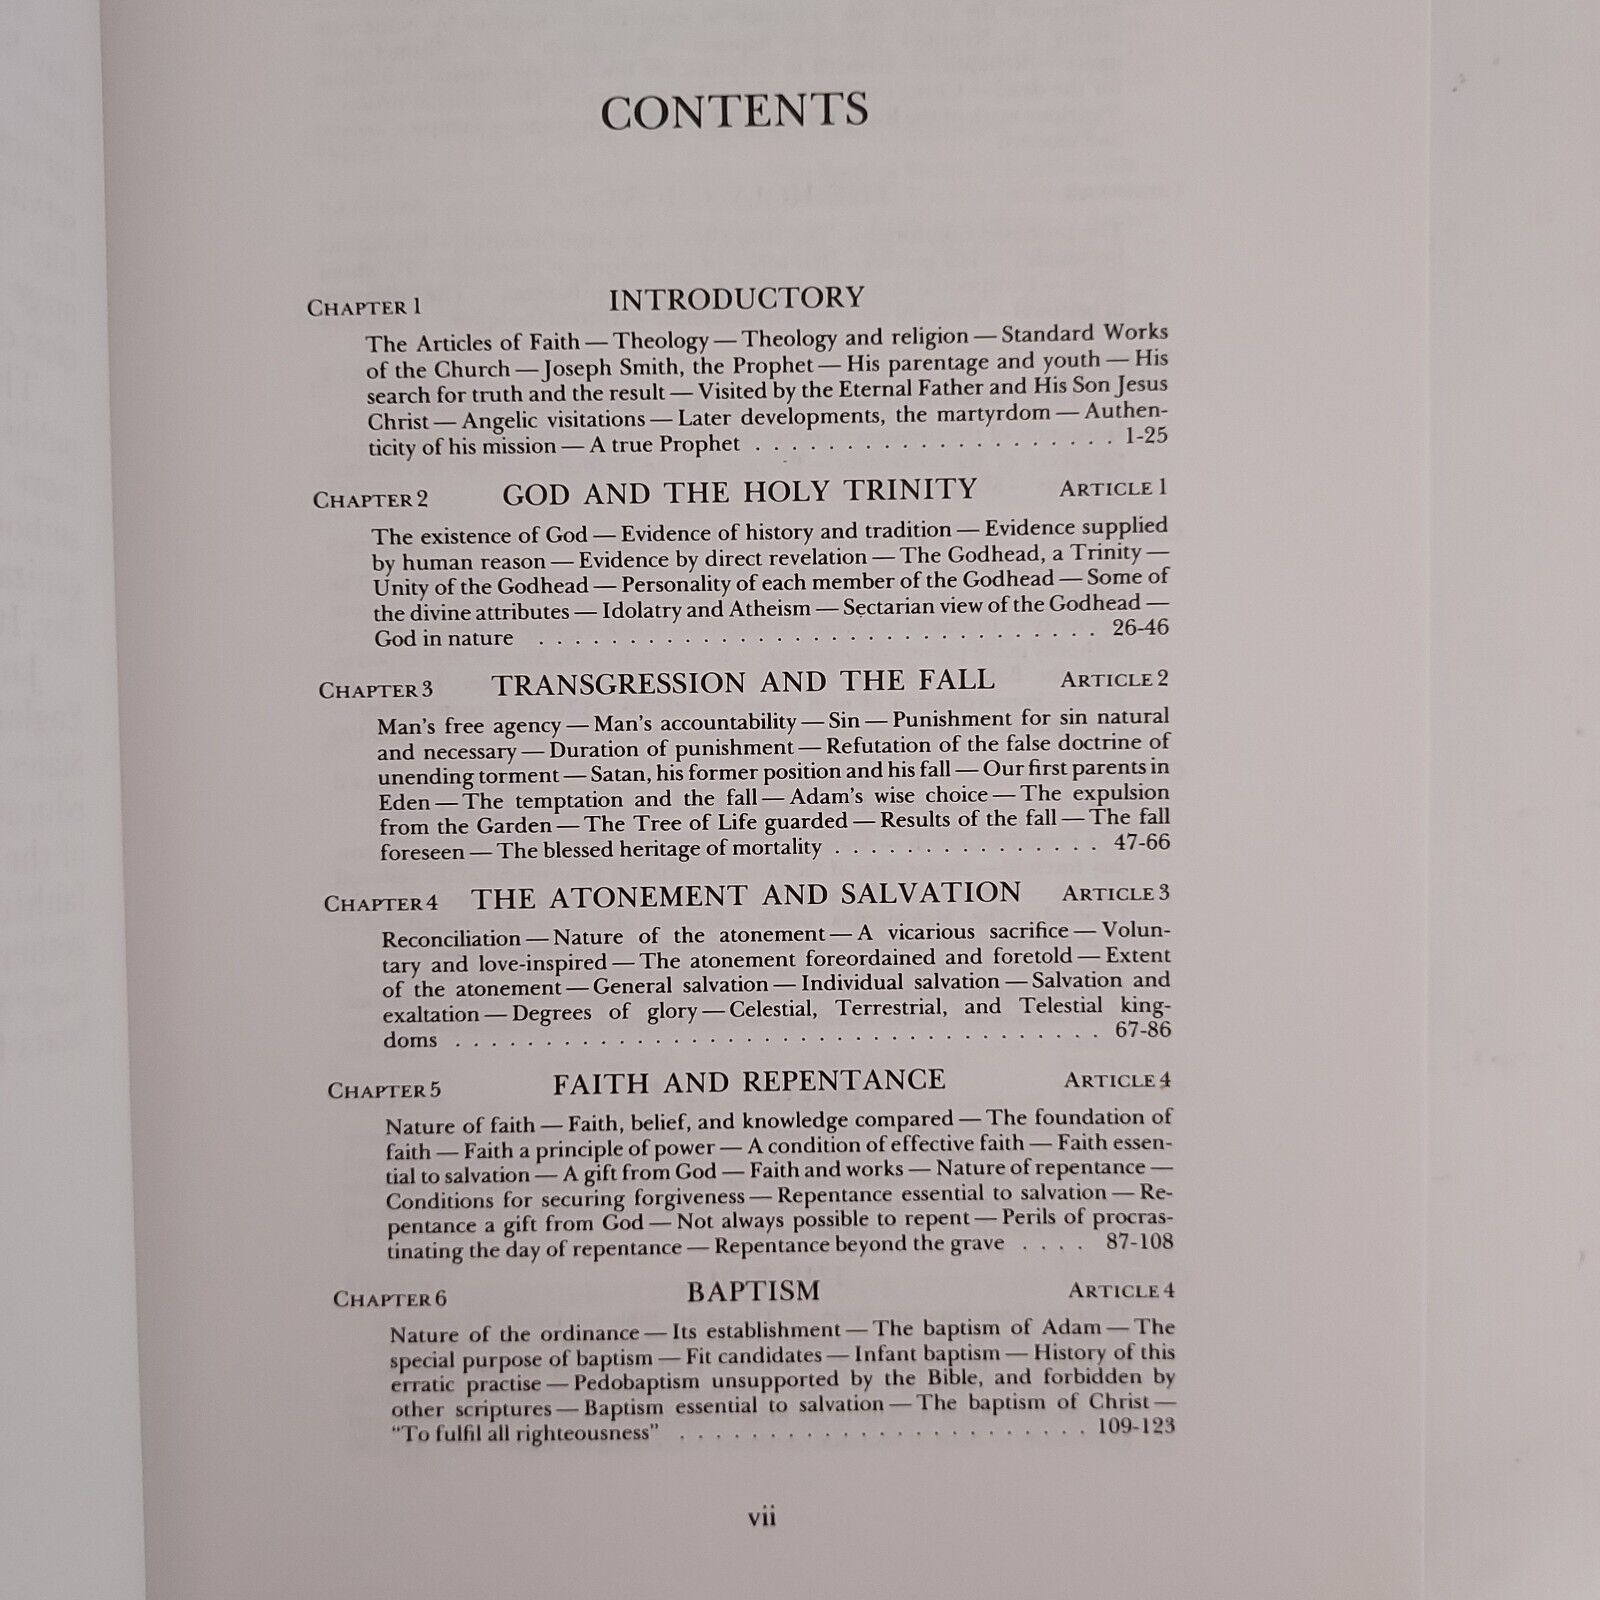 CONTENTS
CHAPTER 1 INTRODUCTORY
The Articles of Faith — Theology — Theology and religion — Standard Works
of the Church — Joseph Smith, the Prophet — His parentage and youth — His
search for truth and the result — Visited by the Eternal Father and His Son Jesus
Christ — Angelic visitations — Later developments, the martyrdom — Authen-
ticity of his mission — A true Prophet . . . . . . . . . . . . . . . . . . . . 1-25
CHAPTER 2 GOD AND THE HOLY TRINITY ARTICLE 1
The existence of God — Evidence of history and tradition — Evidence supplied
by human reason — Evidence by direct revelation — The Godhead, a Trinity —
Unity of the Godhead — Personality of each member of the Godhead — Some of
the divine attributes — Idolatry and Atheism — Sectarian view of the Godhead —
God in nature . . . . . . . . . . . . . . . . . . . . . . . . . . . . . . . 26-46
CHAPTER 3 TRANSGRESSION AND THE FALL ARTICLE 2
Man's free agency — Man's accountability — Sin — Punishment for sin natural
and necessary — Duration of punishment — Refutation of the false doctrine of
unending torment — Satan, his former position and his fall — Our first parents in
Eden — The temptation and the fall — Adam's wise choice — The expulsion
from the Garden — The Tree of Life guarded — Results of the fall — The fall
foreseen — The blessed heritage of mortality . . . . . . . . . . . . . . . 47-66
CHAPTER 4 THE ATONEMENT AND SALVATION ARTICLE 3
Reconciliation — Nature of the atonement — A vicarious sacrifice — Volun-
tary and love-inspired — The atonement foreordained and foretold — Extent
of the atonement — General salvation — Individual salvation — Salvation and
exaltation — Degrees of glory — Celestial, Terrestrial, and Telestial king-
doms . . . . . . . . . . . . . . . . . . . . . . . . . . . . . . . . . . . . 67-86
CHAPTER 5 FAITH AND REPENTANCE ARTICLE 4
Nature of faith — Faith, belief, and knowledge compared — The foundation of
faith — Faith a principle of power — A condition of effective faith — Faith essen-
tial to salvation — A gift from God — Faith and works — Nature of repentance —
Conditions for securing forgiveness — Repentance essential to salvation — Re-
pentance a gift from God — Not always possible to repent — Perils of procras-
tinating the day of repentance — Repentance beyond the grave . . . . 87-108
CHAPTER 6 BAPTISM ARTICLE 4
Nature of the ordinance — Its establishment — The baptism of Adam — The
special purpose of baptism — Fit candidates — Infant baptism — History of this
erratic practise — Pedobaptism unsupported by the Bible, and forbidden by
other scriptures — Baptism essential to salvation — The baptism of Christ —
"To fulfil all righteousness" . . . . . . . . . . . . . . . . . . . . . . . 109-123
vii